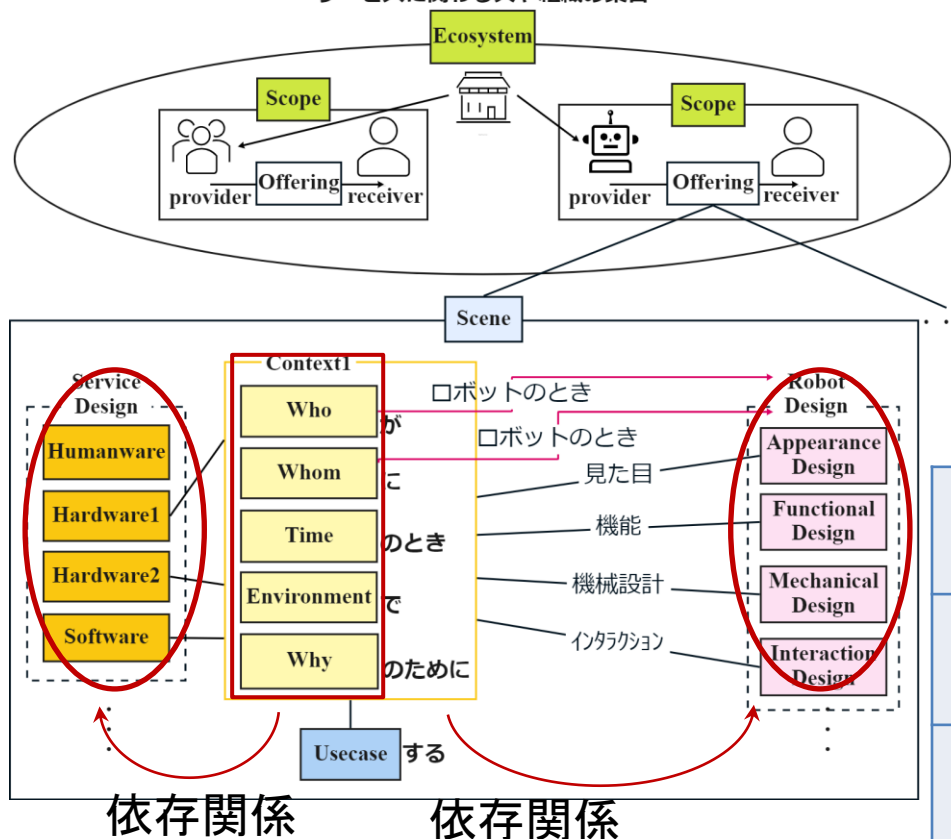 Ecosystem
Scope
Scope
provider
Offering
receiver
provider
Offering
receiver
Scene
Service
Design
Humanware
Hardware1
Hardware2
Software
Context1
Who
が
Whom
に
Time
のとき
Environment
で
Why
のために
Usecase
する
ロボットのとき
ロボットのとき
見た目
機能
機械設計
インタラクション
Robot
Design
Appearance
Design
Functional
Design
Mechanical
Design
Interaction
Design
依存関係
依存関係